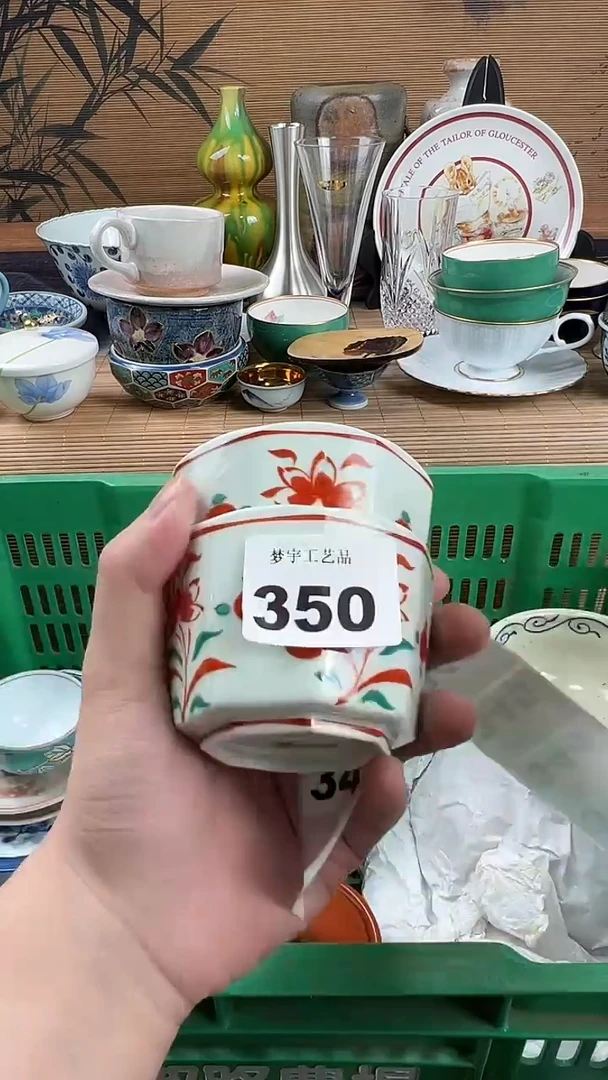 TALE OF THE TAILOR OF GLOUCESTER
梦宇工艺品
350
34